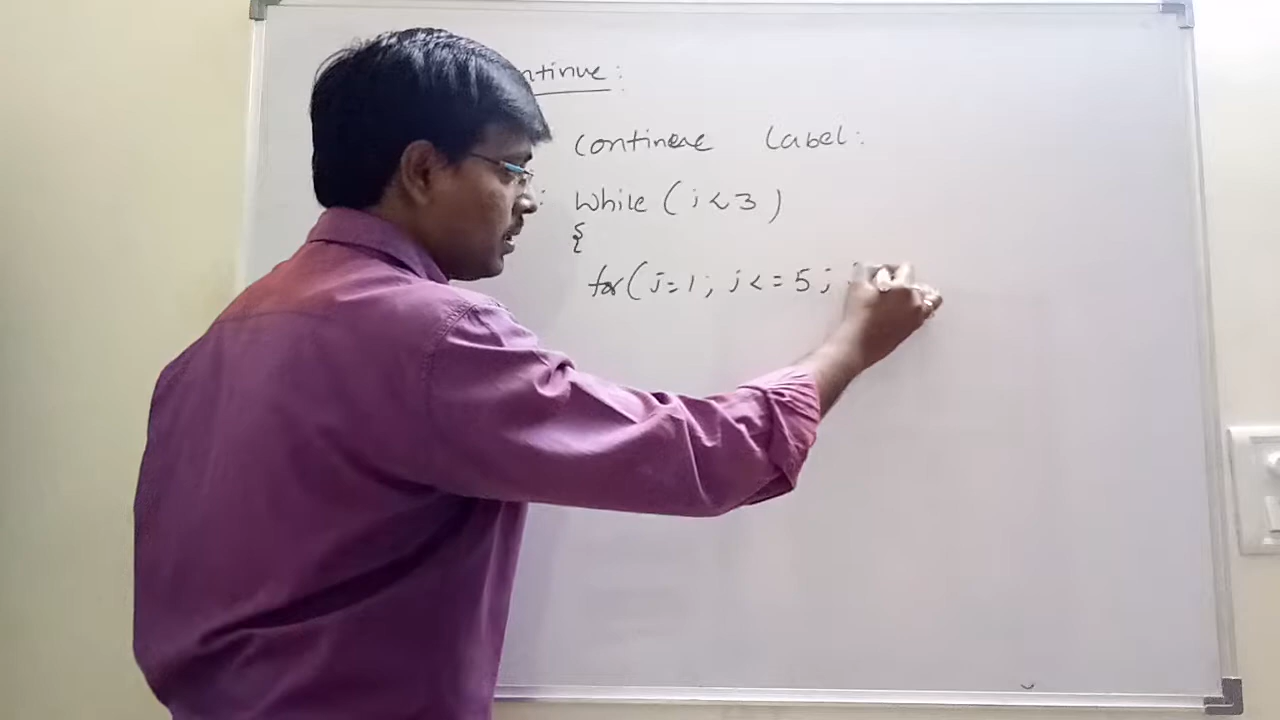 ntinue:
continue Label:
: while (i<3)
{
for(j=1; j<=5; j